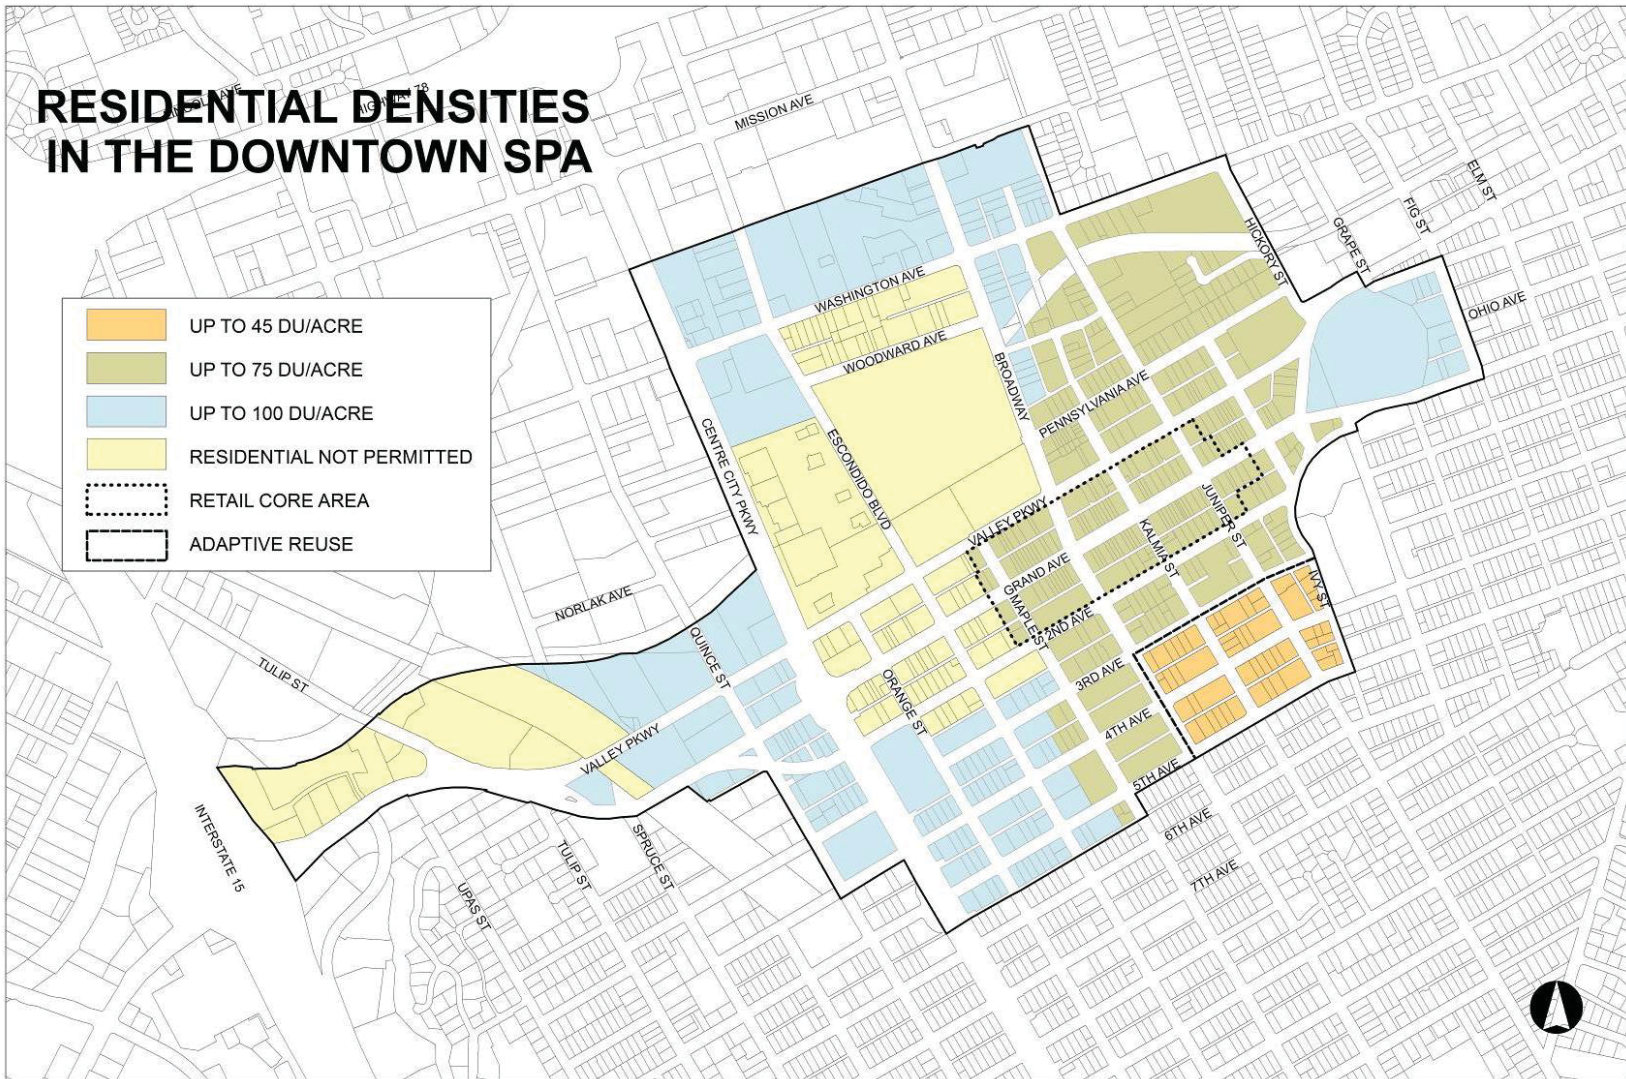 RESIDENTIAL DENSITIES
IN THE DOWNTOWN SPA
LINCOLN AVE
HIGHWAY 78
MISSION AVE
UP TO 45 DU/ACRE
UP TO 75 DU/ACRE
UP TO 100 DU/ACRE
RESIDENTIAL NOT PERMITTED
RETAIL CORE AREA
ADAPTIVE REUSE
ELM ST
FIG ST
GRAPE ST
HICKORY ST
OHIO AVE
WASHINGTON AVE
WOODWARD AVE
BROADWAY
PENNSYLVANIA AVE
CENTRE CITY PKWY
ESCONDIDO BLVD
VALLEY PKWY
JUNIPER ST
KALMIA ST
GRAND AVE
MAPLE ST
2ND AVE
IVY ST
NORLAK AVE
QUINCE ST
TULIP ST
ORANGE ST
3RD AVE
4TH AVE
VALLEY PKWY
5TH AVE
INTERSTATE 15
6TH AVE
7TH AVE
SPRUCE ST
TULIP ST
UPAS ST